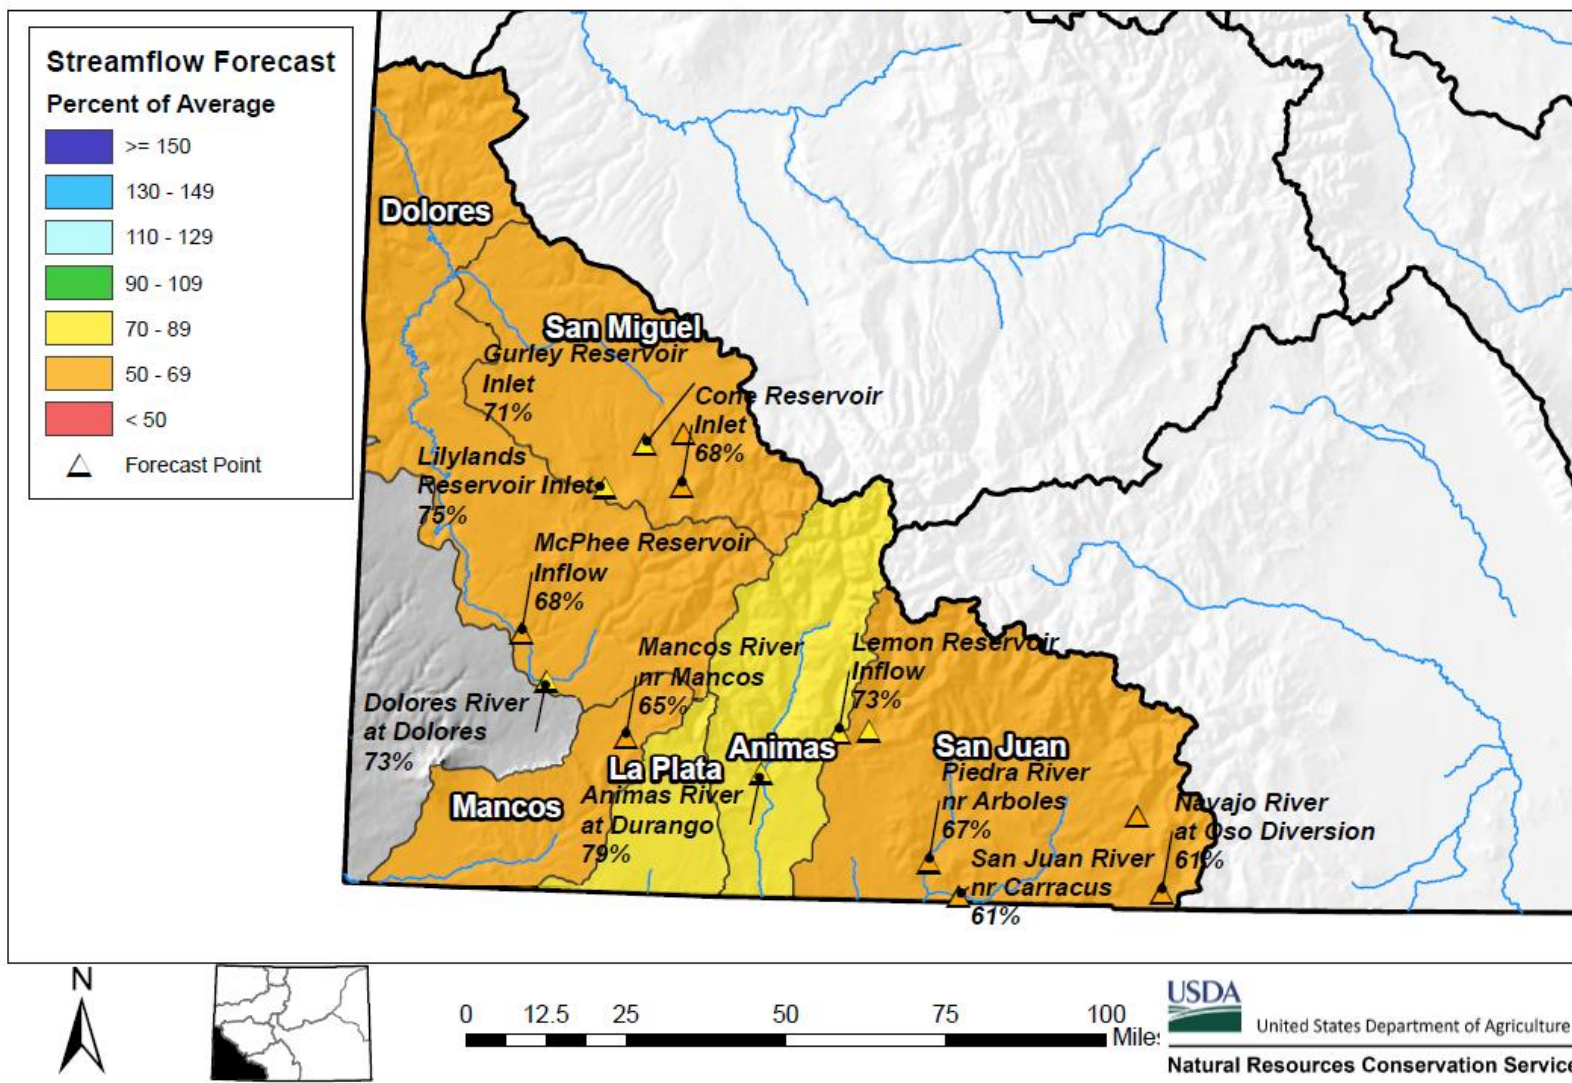 Streamflow Forecast
Percent of Average
>= 150
130 - 149
110 - 129
90 - 109
70 - 89
50 - 69
< 50
Forecast Point
Dolores
San Miguel
Gurley Reservoir
Inlet
71%
Cone Reservoir
Inlet
68%
Lilylands
Reservoir Inlet
75%
McPhee Reservoir
Inflow
68%
Mancos River
nr Mancos
65%
Lemon Reservoir
Inflow
73%
Dolores River
at Dolores
73%
Animas
San Juan
La Plata
Mancos
Animas River
at Durango
79%
Piedra River
nr Arboles
67%
Navajo River
at Oso Diversion
61%
San Juan River
nr Carracus
61%
N
0 12.5 25 50 75 100
Miles
USDA
United States Department of Agriculture
Natural Resources Conservation Service